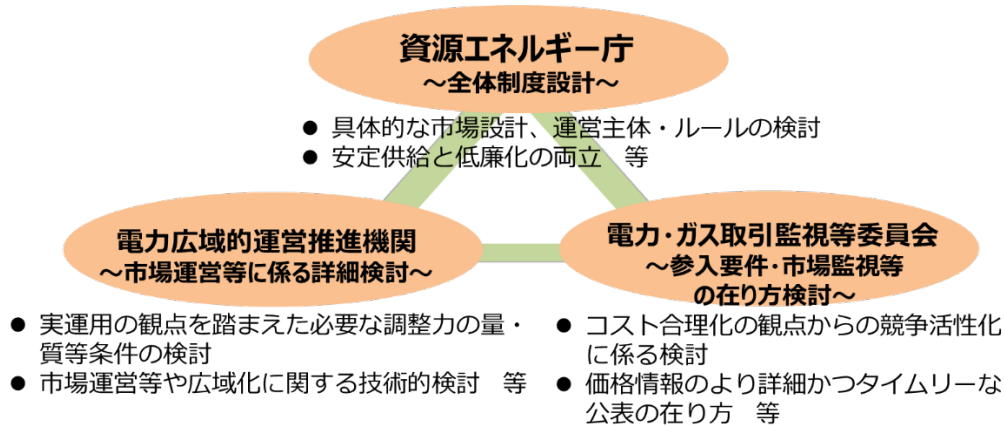 資源エネルギー庁
～全体制度設計～
● 具体的な市場設計、運営主体・ルールの検討
● 安定供給と低廉化の両立　等
電力広域的運営推進機関
～市場運営等に係る詳細検討～
● 実運用の観点を踏まえた必要な調整力の量・
質等条件の検討
● 市場運営等や広域化に関する技術的検討　等
電力・ガス取引監視等委員会
～参入要件・市場監視等
の在り方検討～
● コスト合理化の観点からの競争活性化
に係る検討
● 価格情報のより詳細かつタイムリーな
公表の在り方　等